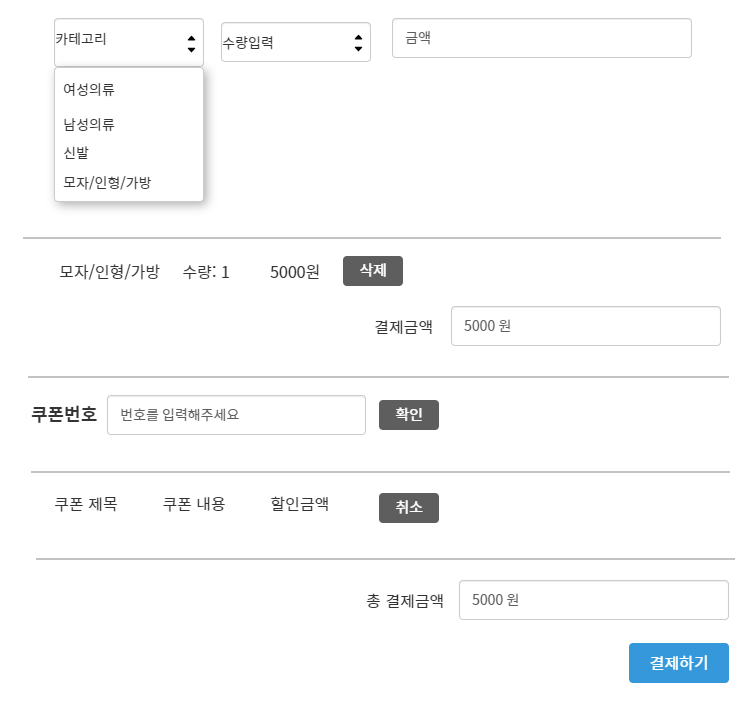 카테고리 수량입력 금액
여성의류
남성의류
신발
모자/인형/가방
모자/인형/가방 수량: 1 5000원 삭제
결제금액 5000 원
쿠폰번호 번호를 입력해주세요 확인
쿠폰 제목 쿠폰 내용 할인금액 취소
총 결제금액 5000 원
결제하기